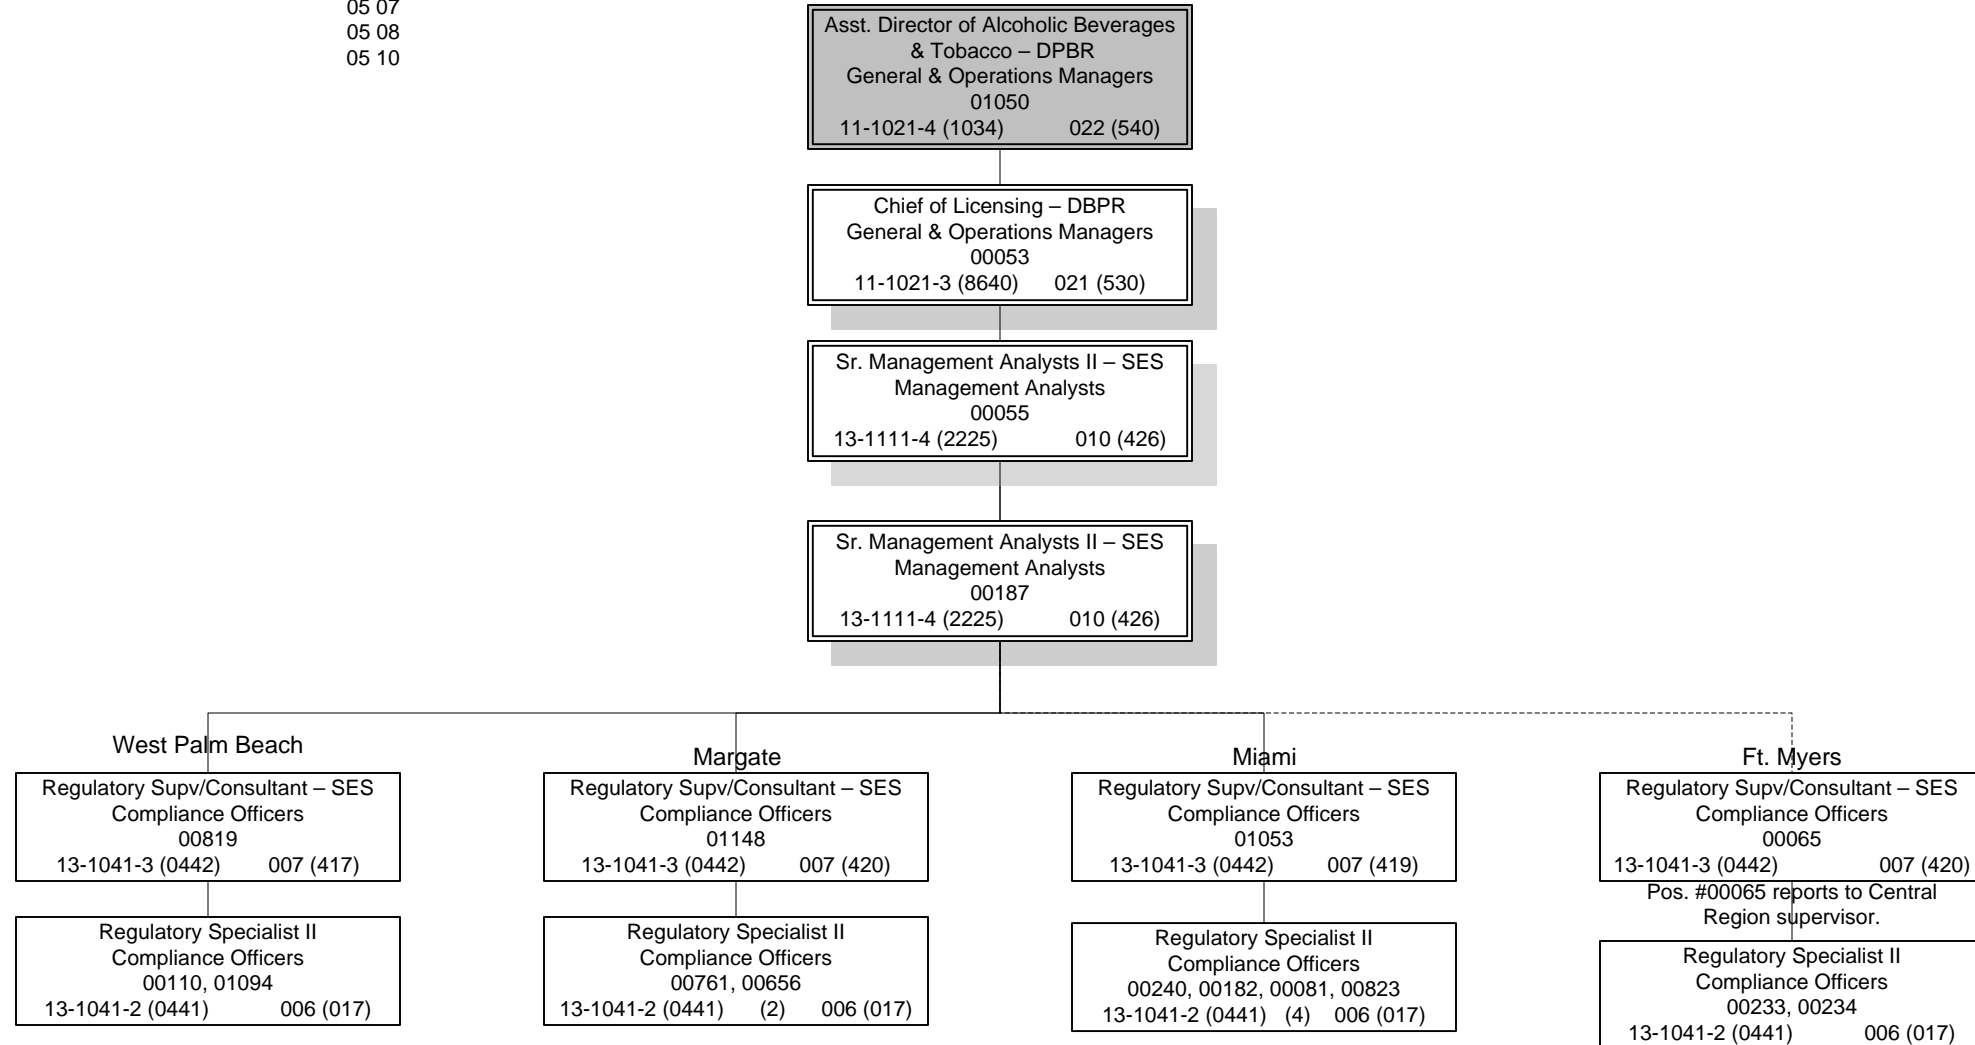 05 07
05 08
05 10
Asst. Director of Alcoholic Beverages
& Tobacco – DPBR
General & Operations Managers
01050
11-1021-4 (1034) 022 (540)
Chief of Licensing – DBPR
General & Operations Managers
00053
11-1021-3 (8640) 021 (530)
Sr. Management Analysts II – SES
Management Analysts
00055
13-1111-4 (2225) 010 (426)
Sr. Management Analysts II – SES
Management Analysts
00187
13-1111-4 (2225) 010 (426)
West Palm Beach
Regulatory Supv/Consultant – SES
Compliance Officers
00819
13-1041-3 (0442) 007 (417)
Regulatory Specialist II
Compliance Officers
00110, 01094
13-1041-2 (0441) 006 (017)
Margate
Regulatory Supv/Consultant – SES
Compliance Officers
01148
13-1041-3 (0442) 007 (420)
Regulatory Specialist II
Compliance Officers
00761, 00656
13-1041-2 (0441) (2) 006 (017)
Miami
Regulatory Supv/Consultant – SES
Compliance Officers
01053
13-1041-3 (0442) 007 (419)
Regulatory Specialist II
Compliance Officers
00240, 00182, 00081, 00823
13-1041-2 (0441) (4) 006 (017)
Ft. Myers
Regulatory Supv/Consultant – SES
Compliance Officers
00065
13-1041-3 (0442) 007 (420)
Pos. #00065 reports to Central
Region supervisor.
Regulatory Specialist II
Compliance Officers
00233, 00234
13-1041-2 (0441) 006 (017)